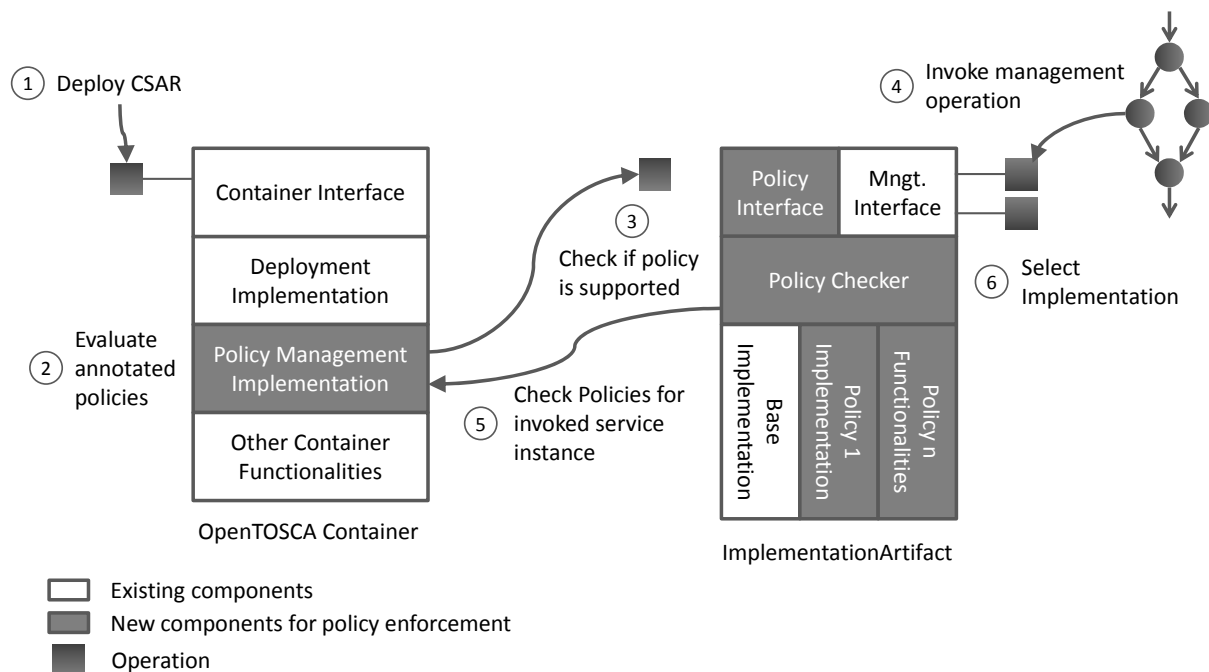 1
Deploy CSAR
Container Interface
Deployment
Implementation
2
Evaluate
annotated
policies
Policy Management
Implementation
Other Container
Functionalities
OpenTOSCA Container
3
Check if policy
is supported
5
Check Policies for
invoked service
instance
4
Invoke management
operation
Policy
Interface
Mngt.
Interface
Policy Checker
6
Select
Implementation
Base
Implementation
Policy 1
Implementation
Policy n
Functionalities
ImplementationArtifact
Existing components
New components for policy enforcement
Operation